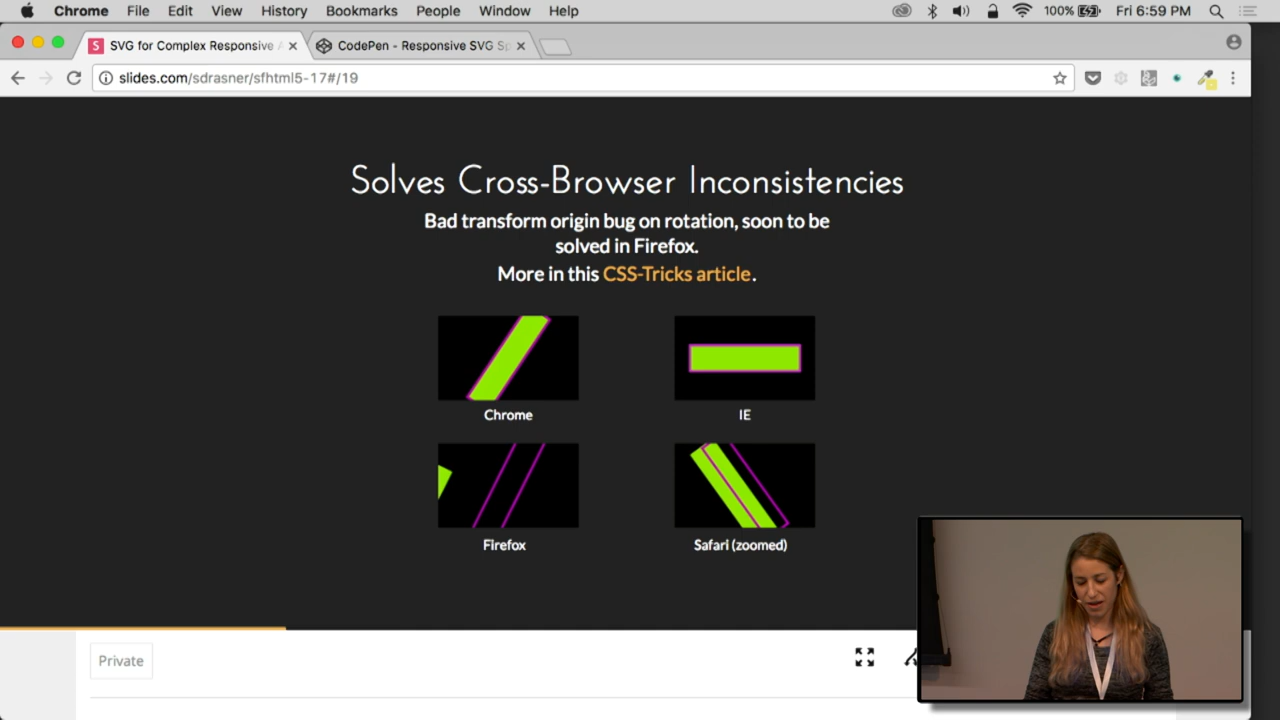 Chrome File Edit View History Bookmarks People Window Help 100% Fri 6:59 PM
SVG for Complex Responsive
CodePen - Responsive SVG Sp
slides.com/sdrasner/sfhtml5-17#/19
Solves Cross-Browser Inconsistencies
Bad transform origin bug on rotation, soon to be
solved in Firefox.
More in this CSS-Tricks article.
Chrome
IE
Firefox
Safari (zoomed)
Private